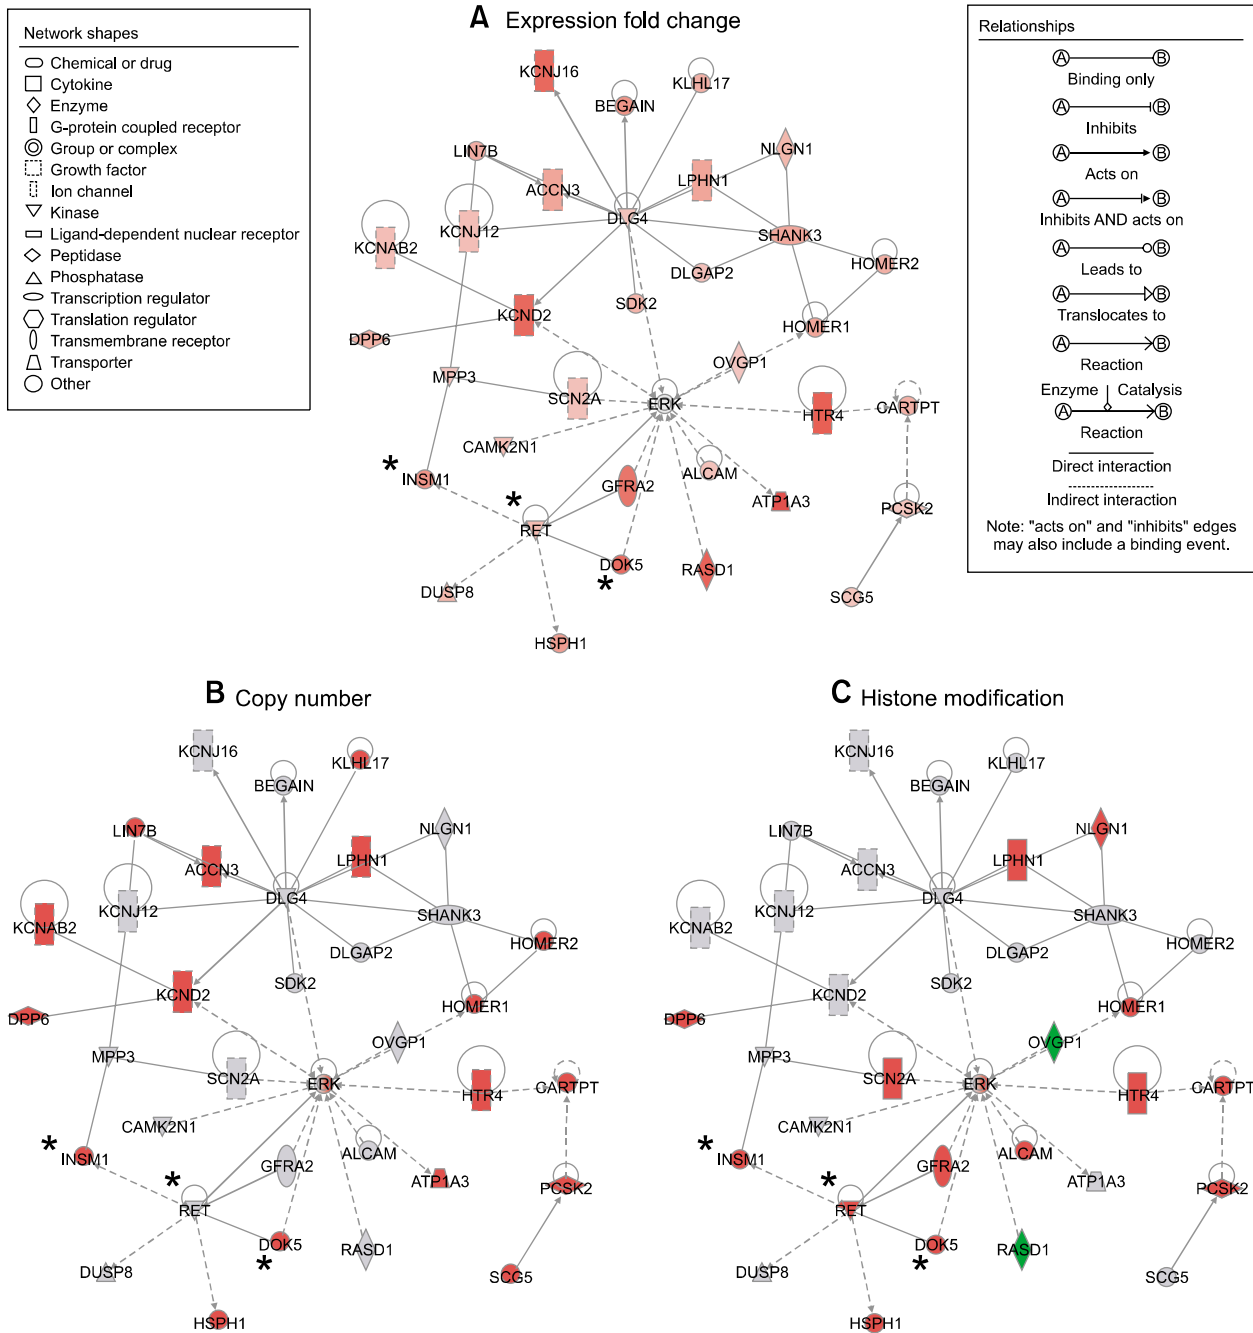 A Expression fold change
Network shapes
Chemical or drug
Cytokine
Enzyme
G-protein coupled receptor
Group or complex
Growth factor
Ion channel
Kinase
Ligand-dependent nuclear receptor
Peptidase
Phosphatase
Transcription regulator
Translation regulator
Transmembrane receptor
Transporter
Other
Relationships
A B
Binding only
A B
Inhibits
A B
Acts on
A B
Inhibits AND acts on
A B
Leads to
A B
Translocates to
A B
Reaction
Enzyme Catalysis
A B
Reaction
Direct interaction
Indirect interaction
Note: "acts on" and "inhibits" edges
may also include a binding event.
KCNJ16
KLHL17
BEGAIN
LIN7B
NLGN1
ACCN3
LPHN1
DLG4
KCNJ12
SHANK3
KCNAB2
HOMER2
DLGAP2
SDK2
KCND2
HOMER1
DPP6
OVGP1
MPP3
SCN2A
ERK
HTR4
CARTPT
CAMK2N1
* INSM1
ALCAM
GFRA2
* RET
ATP1A3
PCSK2
DOK5
*
RASD1
DUSP8
SCG5
HSPH1
B Copy number
KCNJ16
KLHL17
BEGAIN
LIN7B
NLGN1
ACCN3
LPHN1
DLG4
KCNJ12
SHANK3
KCNAB2
HOMER2
DLGAP2
SDK2
KCND2
HOMER1
DPP6
OVGP1
MPP3
SCN2A
ERK
HTR4
CARTPT
CAMK2N1
* INSM1
ALCAM
GFRA2
* RET
ATP1A3
PCSK2
DOK5
*
RASD1
DUSP8
SCG5
HSPH1
C Histone modification
KCNJ16
KLHL17
BEGAIN
LIN7B
NLGN1
ACCN3
LPHN1
DLG4
KCNJ12
SHANK3
KCNAB2
HOMER2
DLGAP2
SDK2
KCND2
HOMER1
DPP6
OVGP1
MPP3
SCN2A
ERK
HTR4
CARTPT
CAMK2N1
* INSM1
ALCAM
GFRA2
* RET
ATP1A3
PCSK2
DOK5
*
RASD1
DUSP8
SCG5
HSPH1